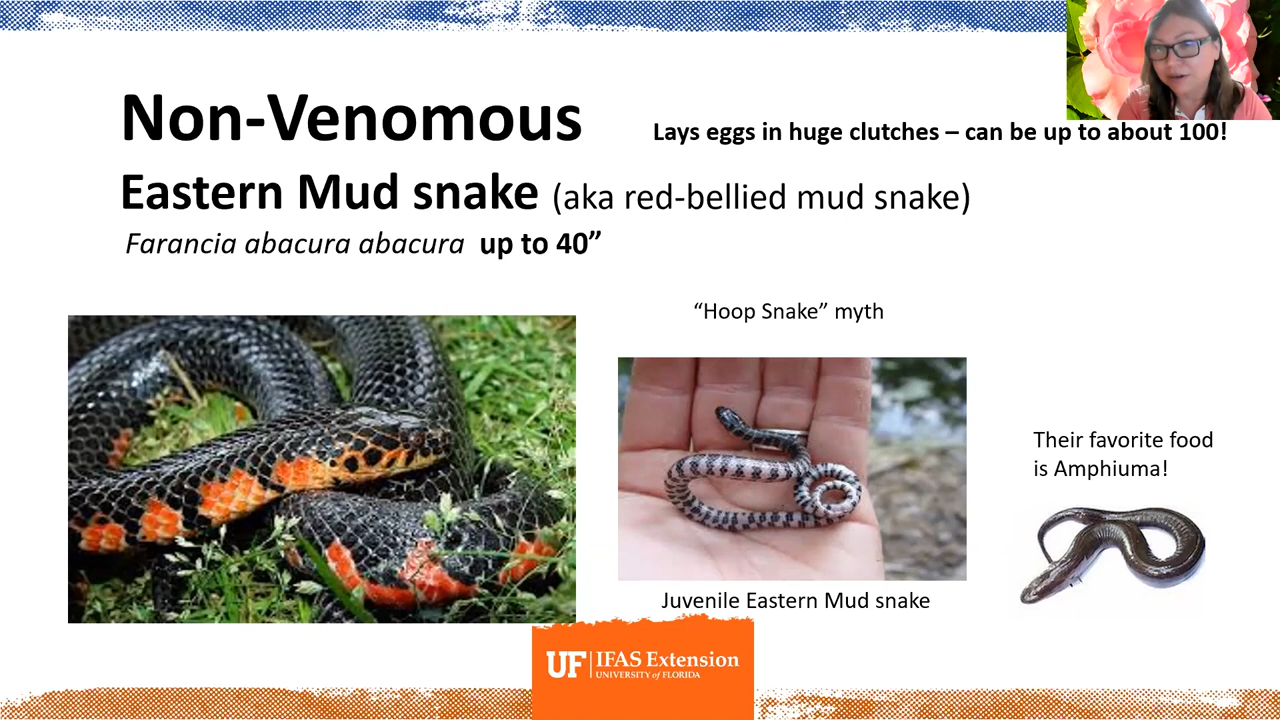 Non-Venomous
Lays eggs in huge clutches – can be up to about 100!
Eastern Mud snake (aka red-bellied mud snake)
Farancia abacura abacura up to 40”
“Hoop Snake” myth
Their favorite food
is Amphiuma!
Juvenile Eastern Mud snake
UF IFAS Extension
UNIVERSITY of FLORIDA